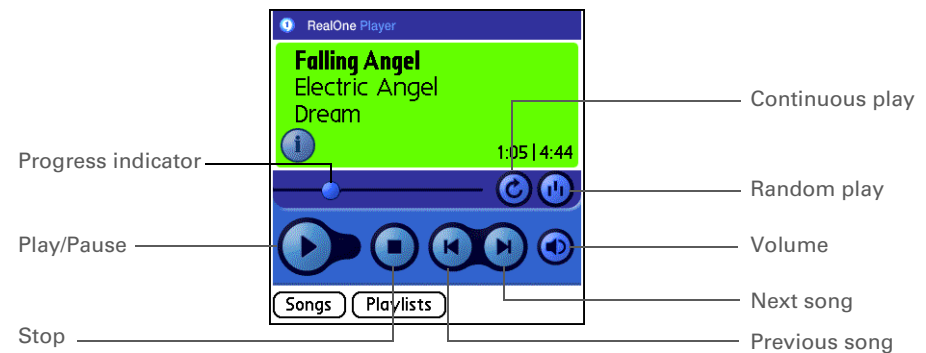 RealOne Player
Falling Angel
Electric Angel
Dream
1:05 | 4:44
Continuous play
Progress indicator
Random play
Play/Pause
Volume
Songs
Playlists
Next song
Stop
Previous song